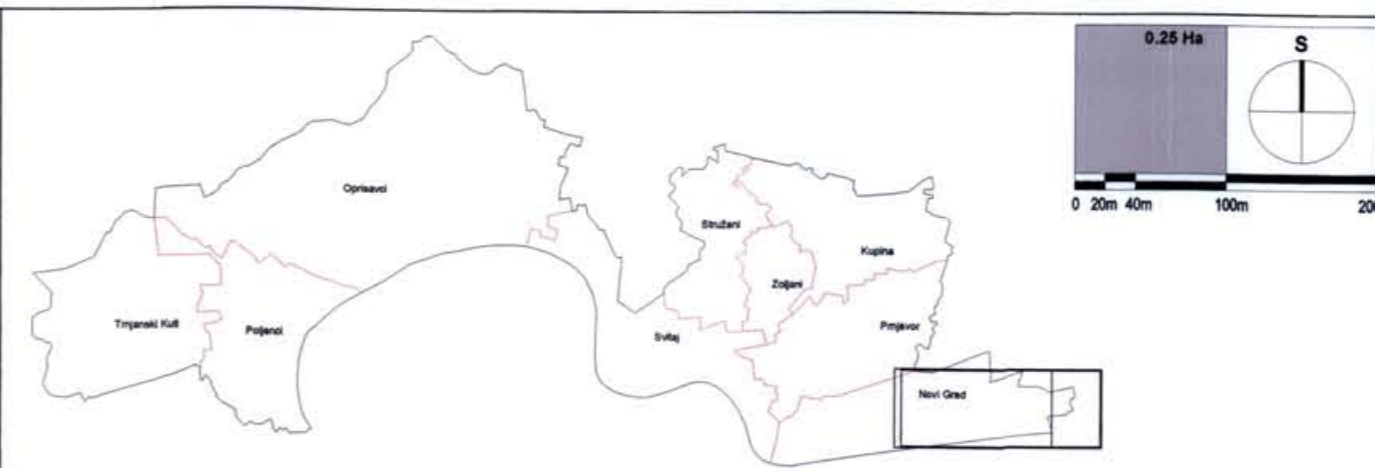 0.25 Ha
S
0 20m 40m 100m
Oprisavci
Stružani
Kupina
Zoljani
Trnjanski Kuti
Poljanci
Svilaj
Prnjavor
Novi Grad